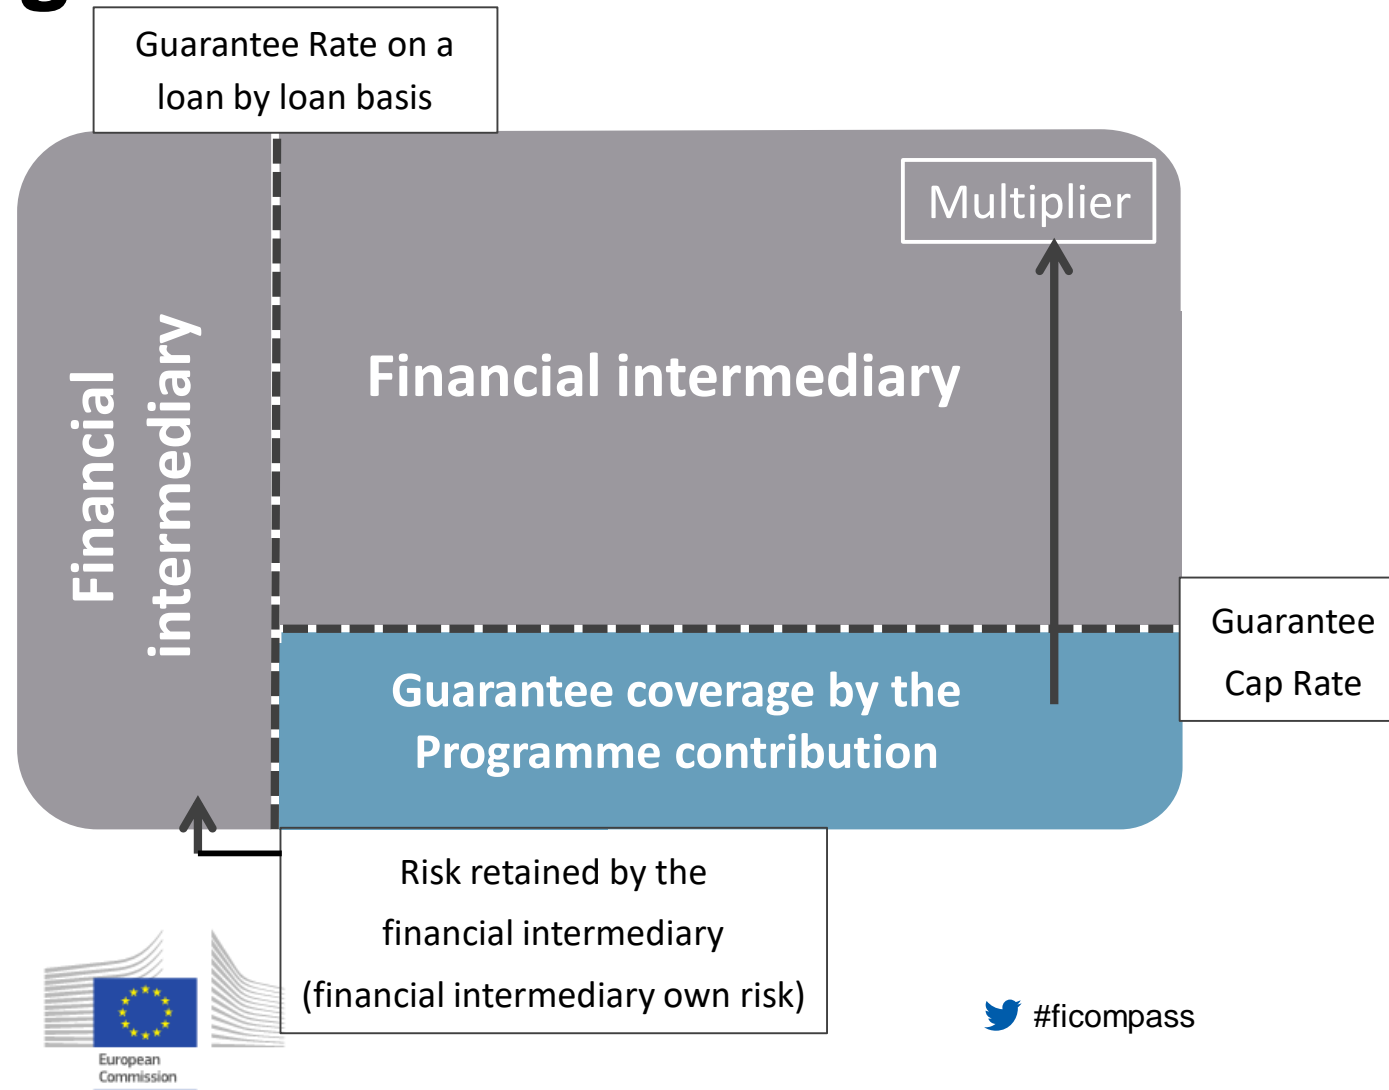 Guarantee Rate on a
loan by loan basis
Multiplier
Financial
intermediary
Financial intermediary
Guarantee
Cap Rate
Guarantee coverage by the
Programme contribution
Risk retained by the
financial intermediary
(financial intermediary own risk)
European
Commission
#ficompass